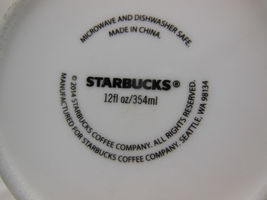 MICROWAVE AND DISHWASHER SAFE.
MADE IN CHINA.
STARBUCKS®
12fl oz/354ml
© 2014 STARBUCKS COFFEE COMPANY. ALL RIGHTS RESERVED.
MANUFACTURED FOR STARBUCKS COFFEE COMPANY. SEATTLE, WA 98134